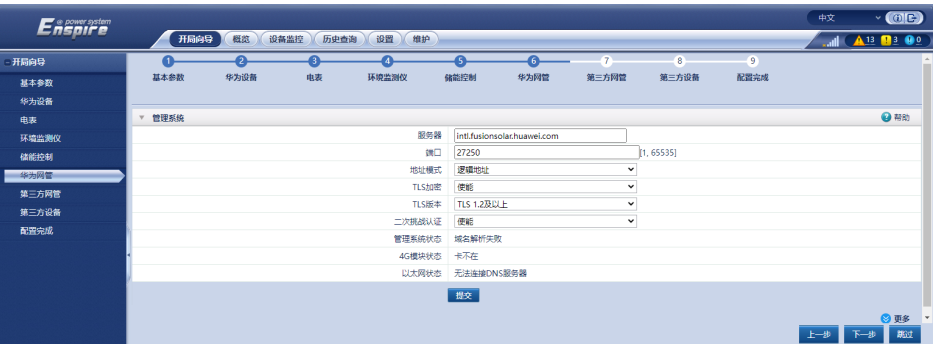 e power system
Enspire
中文
开局向导 概览 设备监控 历史查询 设置 维护
13 3 0
开局向导
基本参数
华为设备
电表
环境监测仪
储能控制
华为网管
第三方网管
第三方设备
配置完成
1 2 3 4 5 6 7 8 9
基本参数 华为设备 电表 环境监测仪 储能控制 华为网管 第三方网管 第三方设备 配置完成
管理系统 帮助
服务器 intl.fusionsolar.huawei.com
端口 27250 [1, 65535]
地址模式 逻辑地址
TLS加密 使能
TLS版本 TLS 1.2及以上
二次挑战认证 使能
管理系统状态 域名解析失败
4G模块状态 卡不在
以太网状态 无法连接DNS服务器
提交
更多
上一步 下一步 跳过